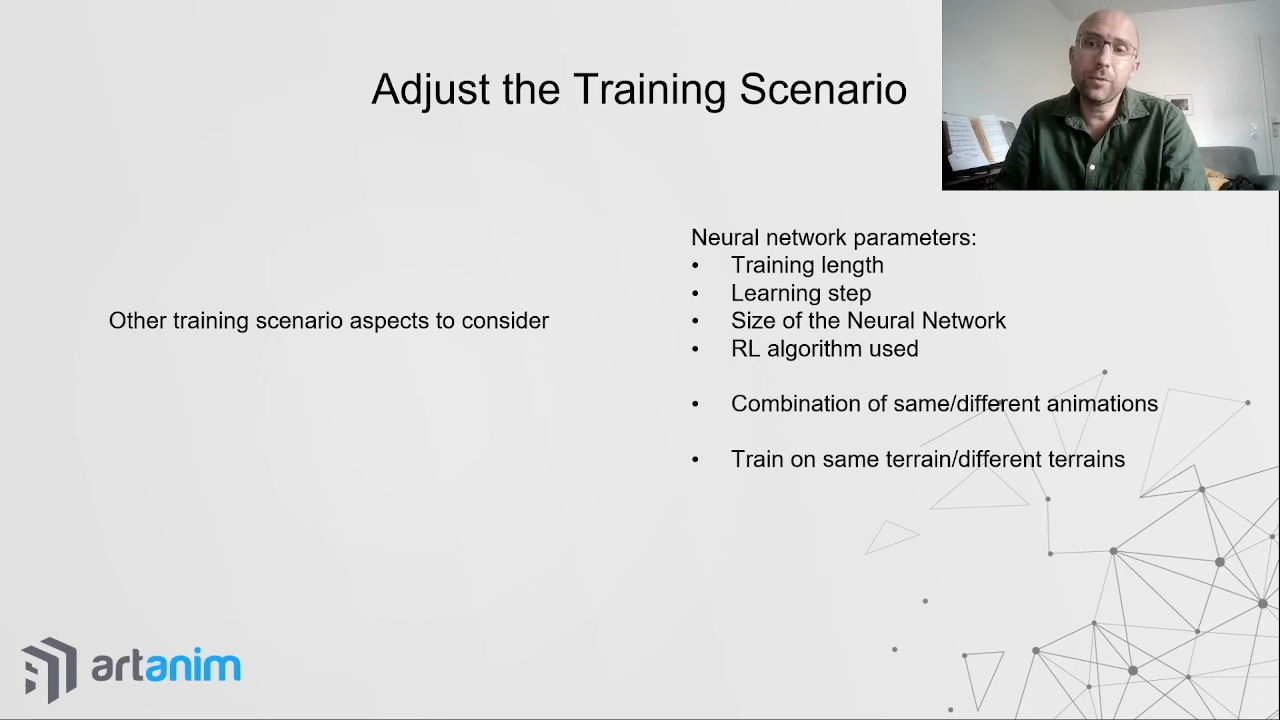 Adjust the Training Scenario
Other training scenario aspects to consider
Neural network parameters:
• Training length
• Learning step
• Size of the Neural Network
• RL algorithm used
• Combination of same/different animations
• Train on same terrain/different terrains
artanim